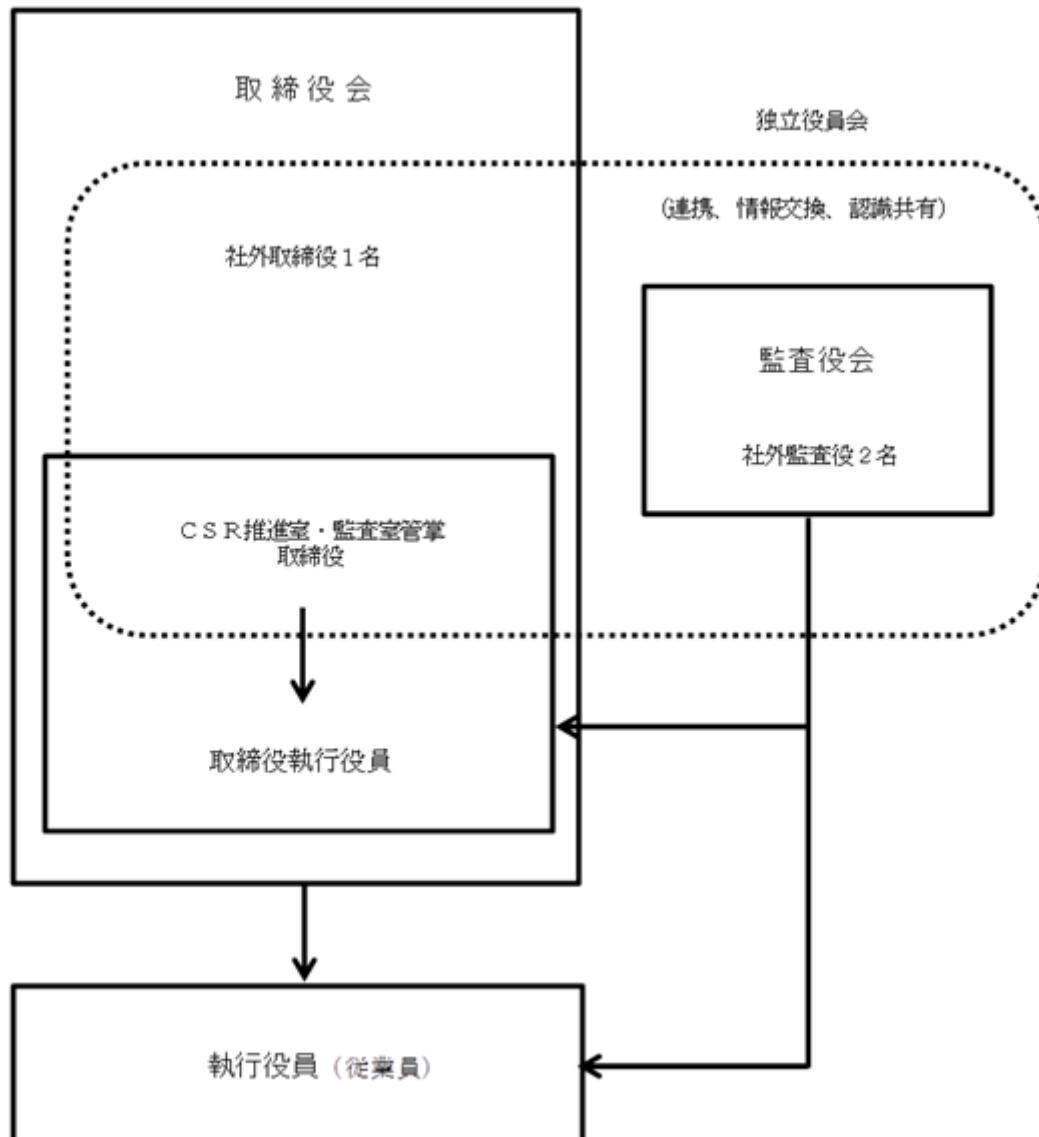 取締役会
独立役員会
(連携、情報交換、認識共有)
社外取締役１名
監査役会
社外監査役２名
ＣＳＲ推進室・監査室管掌
取締役
取締役執行役員
執行役員（従業員）